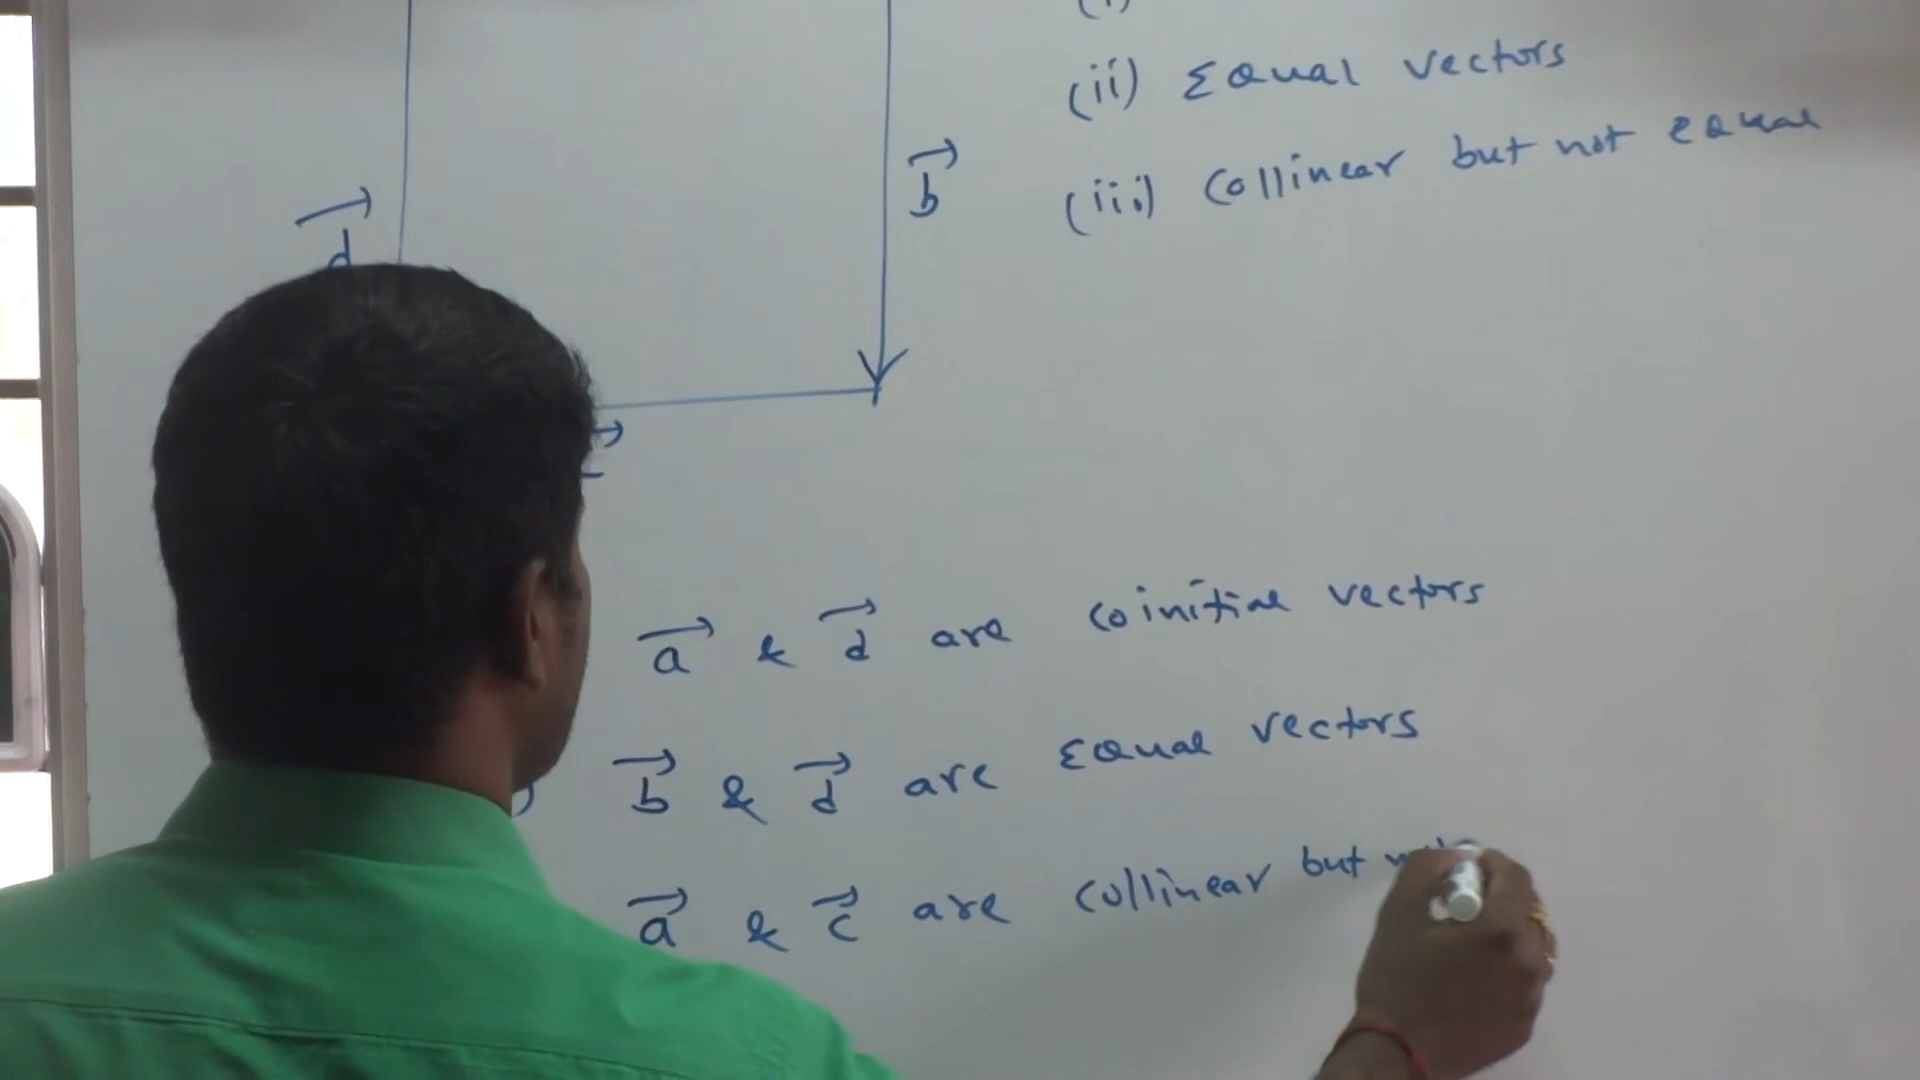 (ii) Equal vectors
(iii) Collinear but not equal
b
d
a & d are coinitial vectors
b & d are Equal vectors
a & c are collinear but